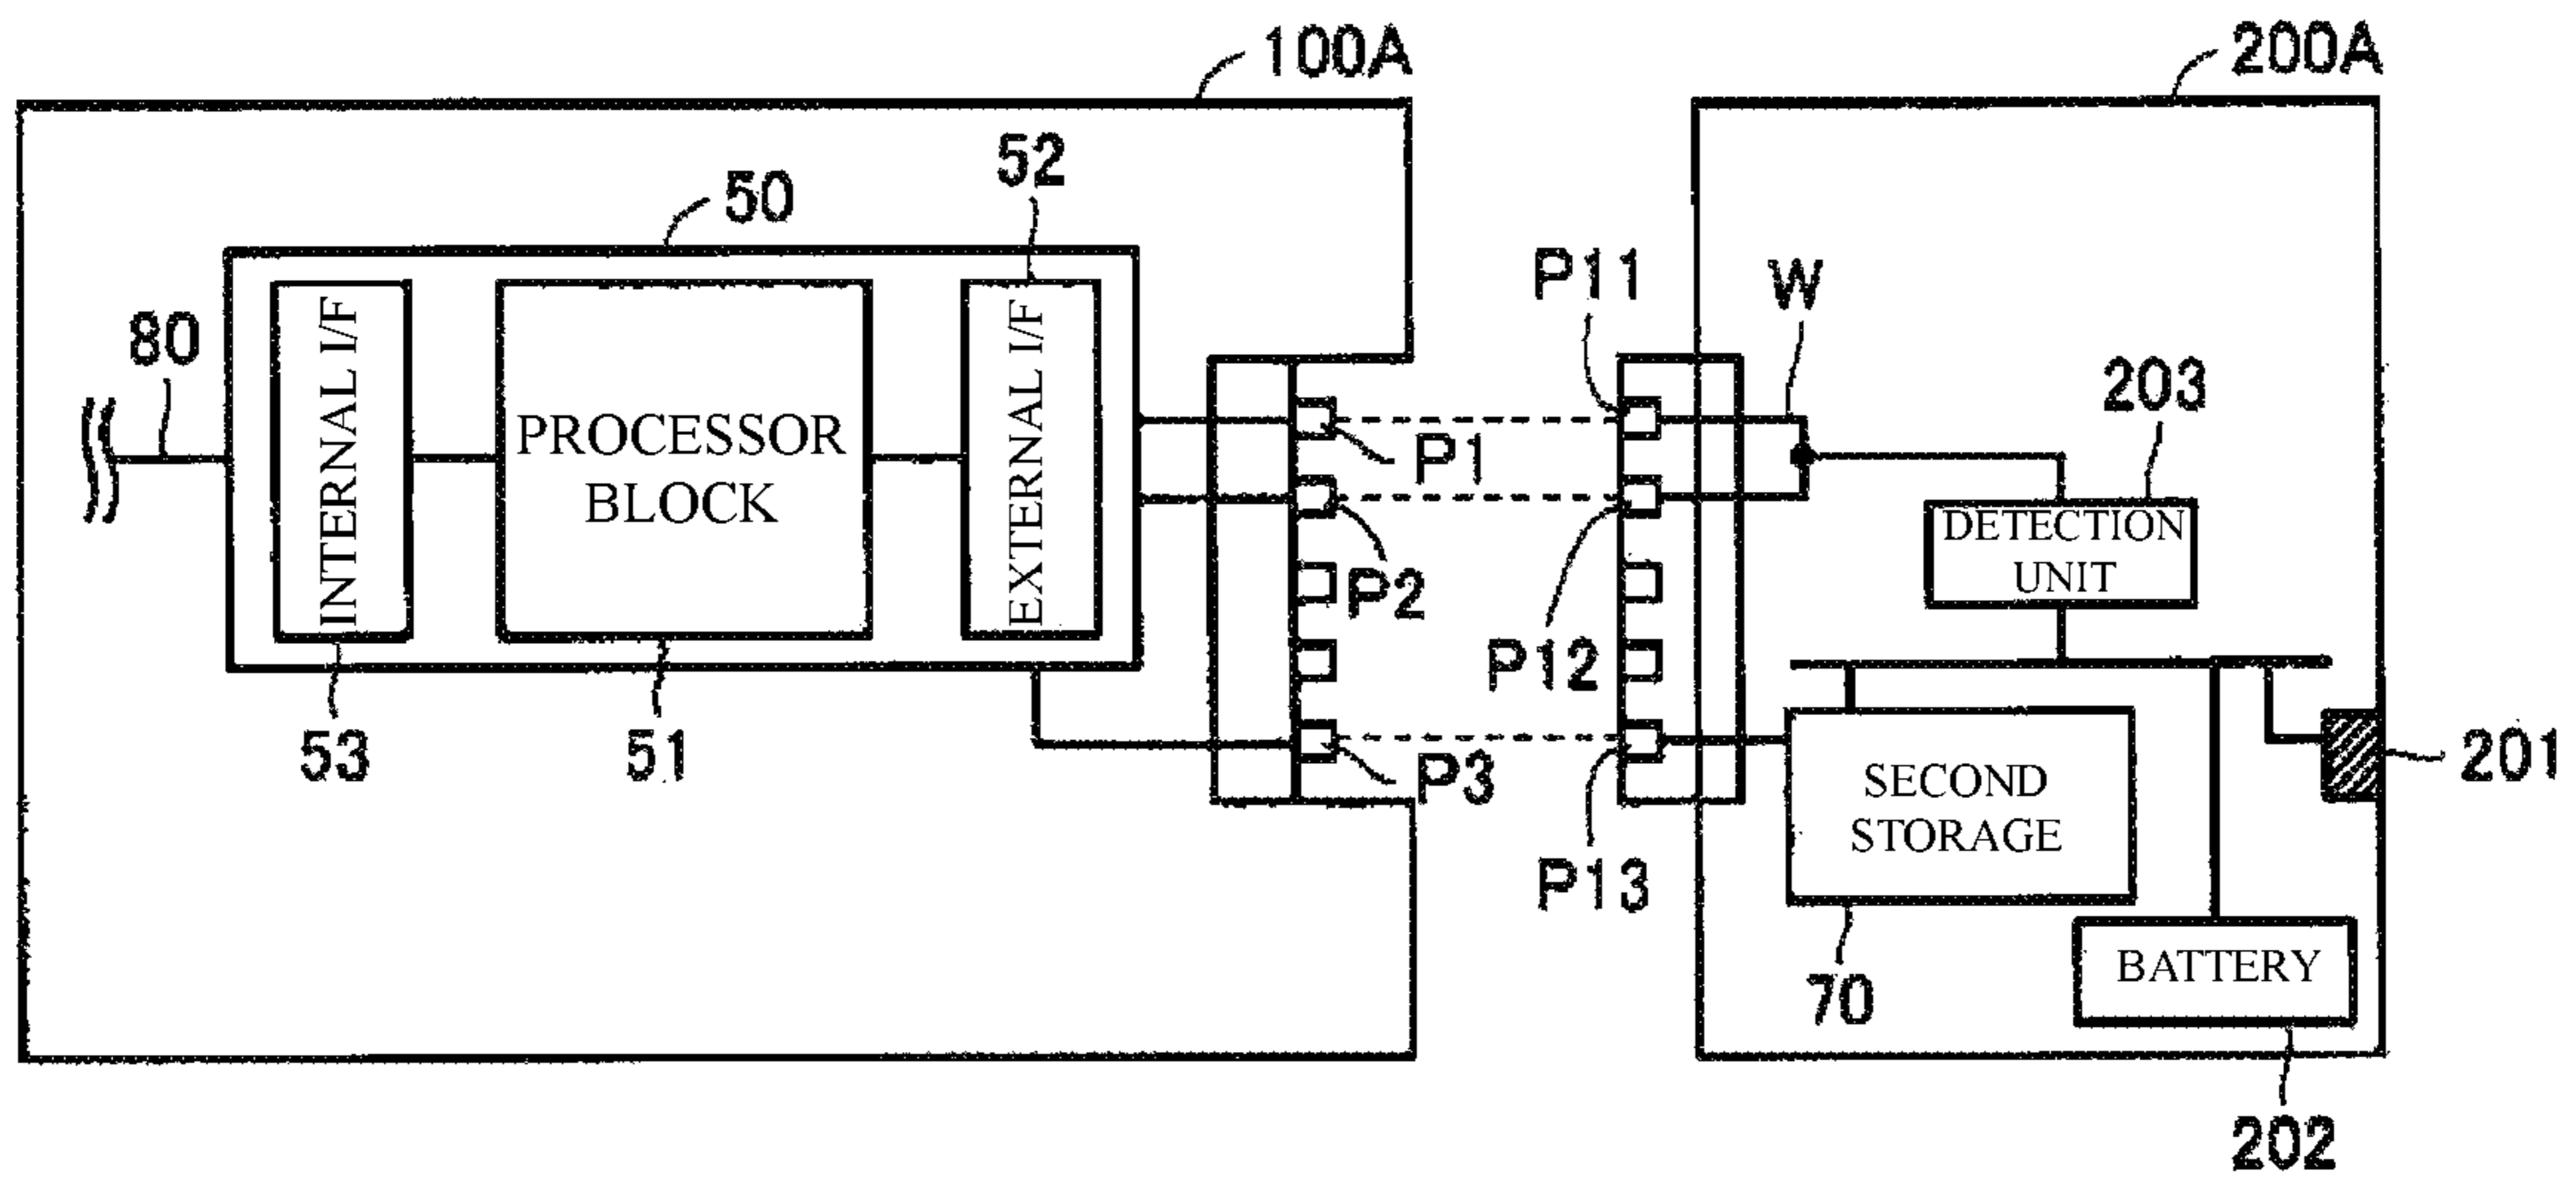 100A
200A
52
50
P11
W
80
203
INTERNAL I/F
PROCESSOR
BLOCK
EXTERNAL I/F
P1
DETECTION
UNIT
P2
P12
53
51
P3
201
SECOND
STORAGE
P13
BATTERY
70
202